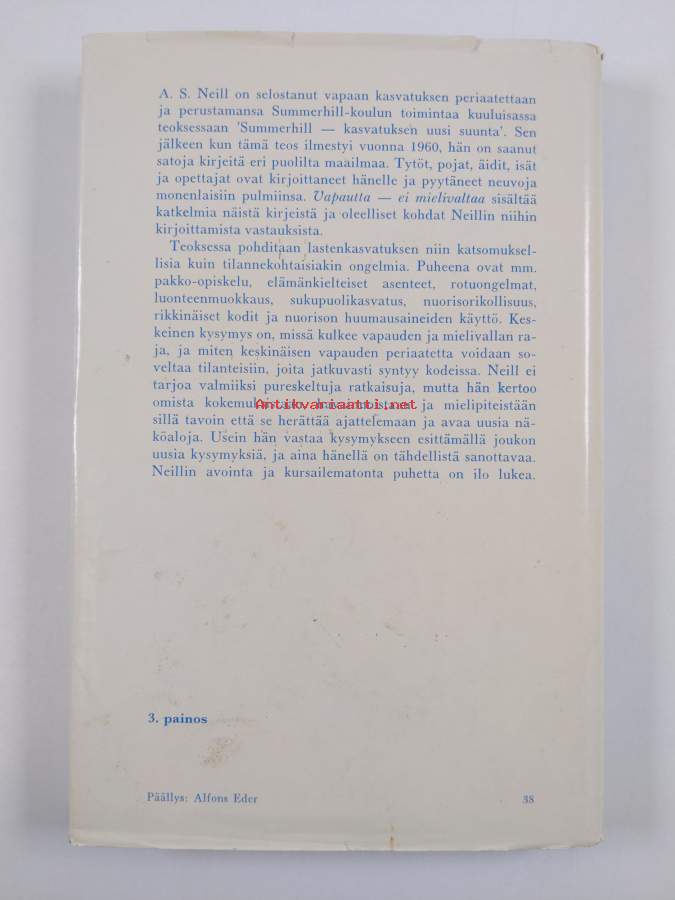 A. S. Neill on selostanut vapaan kasvatuksen periaatettaan
ja perustamansa Summerhill-koulun toimintaa kuuluisassa
teoksessaan 'Summerhill — kasvatuksen uusi suunta'. Sen
jälkeen kun tämä teos ilmestyi vuonna 1960, hän on saanut
satoja kirjeitä eri puolilta maailmaa. Tytöt, pojat, äidit, isät
ja opettajat ovat kirjoittaneet hänelle ja pyytäneet neuvoja
monenlaisiin pulmiinsa. Vapautta — ei mielivaltaa sisältää
katkelmia näistä kirjeistä ja oleelliset kohdat Neillin niihin
kirjoittamista vastauksista.
Teoksessa pohditaan lastenkasvatuksen niin katsomuksel-
lisia kuin tilannekohtaisiakin ongelmia. Puheena ovat mm.
pakko-opiskelu, elämänkielteiset asenteet, rotuongelmat,
luonteenmuokkaus, sukupuolikasvatus, nuorisorikollisuus,
rikkinäiset kodit ja nuorison huumausaineiden käyttö. Kes-
keinen kysymys on, missä kulkee vapauden ja mielivallan ra-
ja, ja miten keskinäisen vapauden periaatetta voidaan so-
veltaa tilanteisiin, joita jatkuvasti syntyy kodeissa. Neill ei
tarjoa valmiiksi pureskeltuja ratkaisuja, mutta hän kertoo
omista ja mielipiteistään
Antikvariaatti.net
sillä tavoin että se herättää ajattelemaan ja avaa uusia nä-
köaloja. Usein hän vastaa kysymykseen esittämällä joukon
uusia kysymyksiä, ja aina hänellä on tähdellistä sanottavaa.
Neillin avointa ja kursailematonta puhetta on ilo lukea.
3. painos
Päällys: Alfons Eder 38